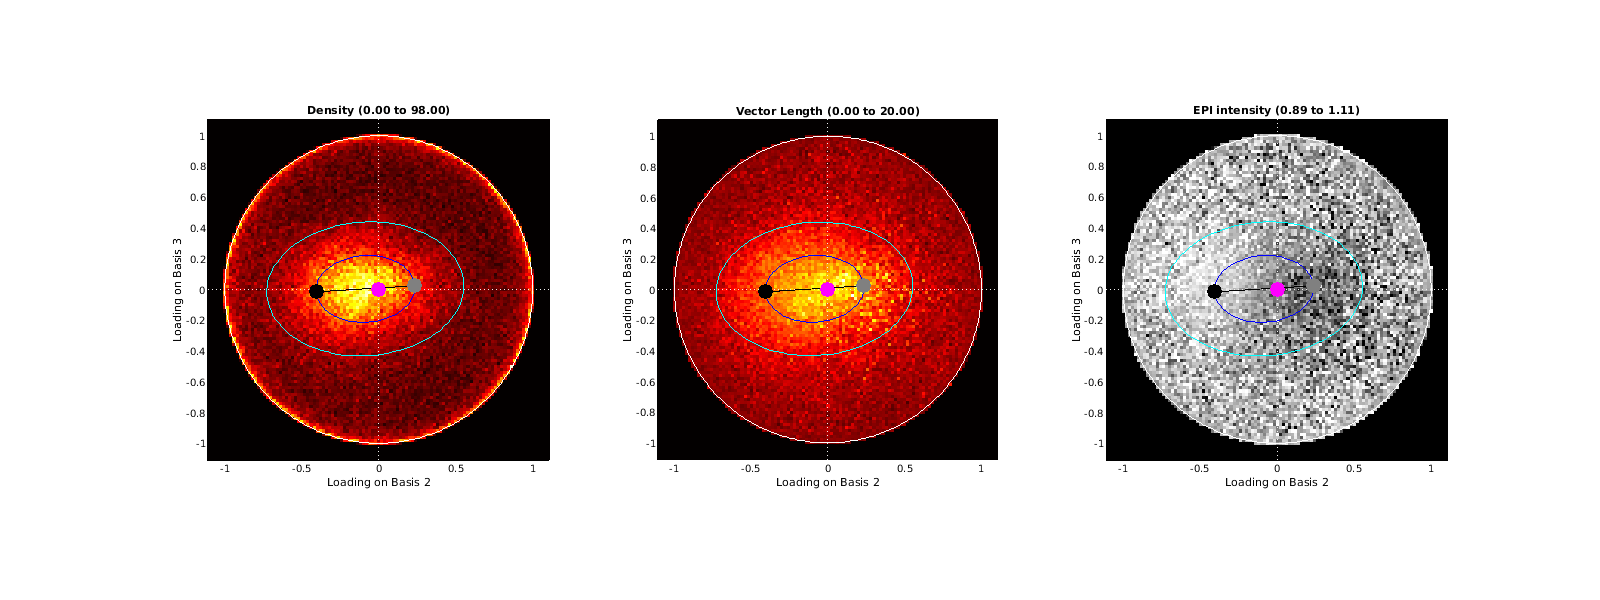 Density (0.00 to 98.00)
1
0.8
0.6
0.4
0.2
0
-0.2
-0.4
-0.6
-0.8
-1
Loading on Basis 3
-1 -0.5 0 0.5 1
Loading on Basis 2
Vector Length (0.00 to 20.00)
1
0.8
0.6
0.4
0.2
0
-0.2
-0.4
-0.6
-0.8
-1
Loading on Basis 3
-1 -0.5 0 0.5 1
Loading on Basis 2
EPI intensity (0.89 to 1.11)
1
0.8
0.6
0.4
0.2
0
-0.2
-0.4
-0.6
-0.8
-1
Loading on Basis 3
-1 -0.5 0 0.5 1
Loading on Basis 2